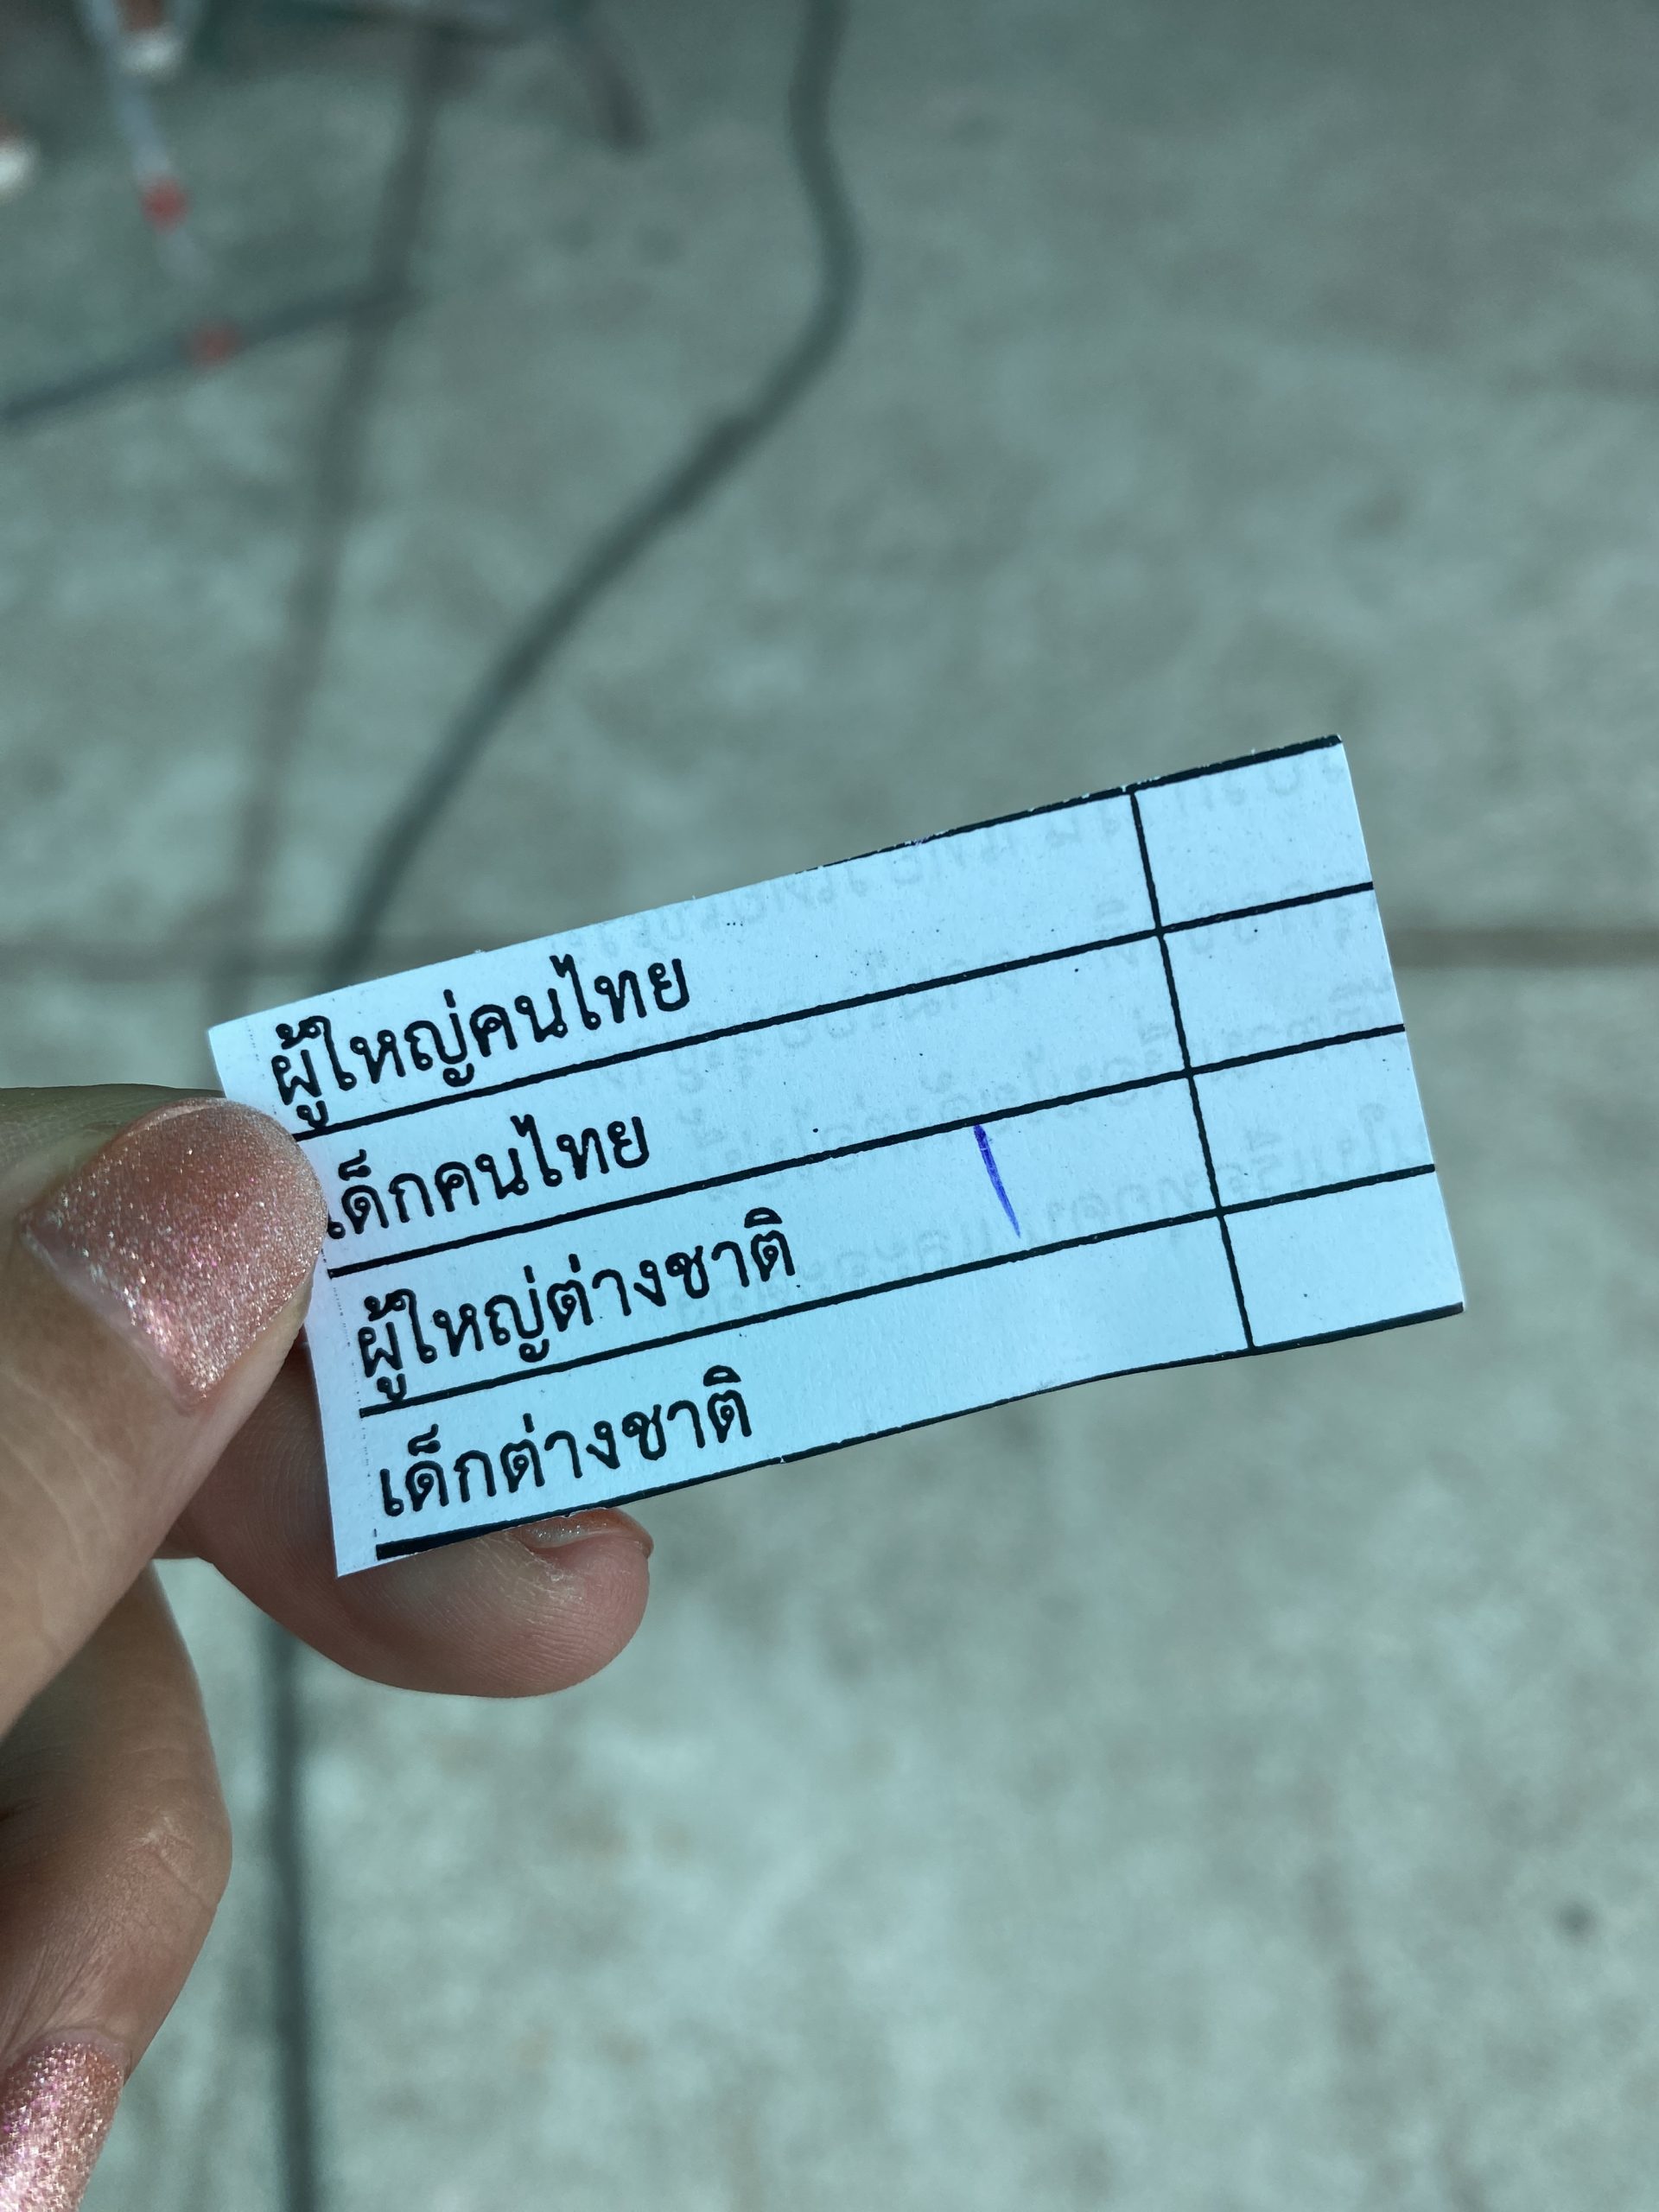 ผู้ใหญ่คนไทย
เด็กคนไทย
ผู้ใหญ่ต่างชาติ
เด็กต่างชาติ